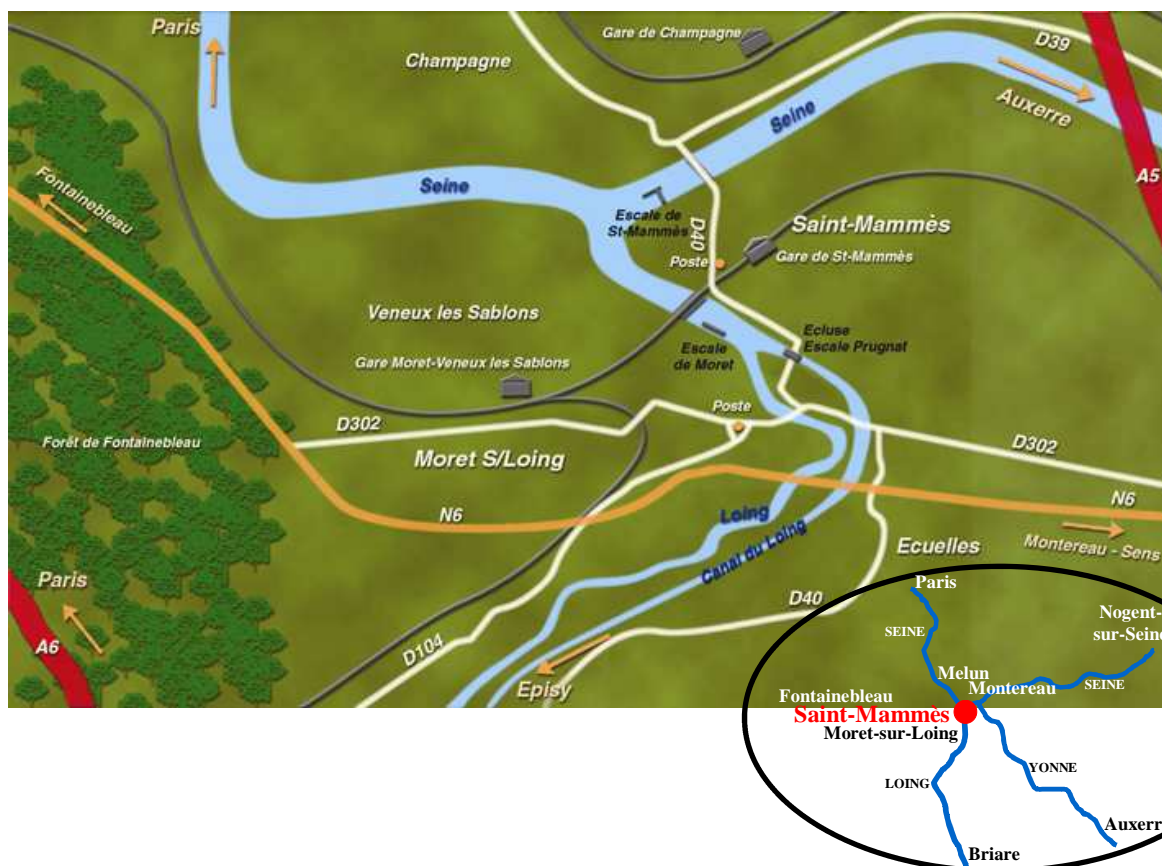 Paris
Gare de Champagne
D39
Champagne
Seine
Auxerre
A5
Fontainebleau
Seine
Escale de
St-Mammès
D40
Saint-Mammès
Gare de St-Mammès
Poste
Veneux les Sablons
Ecluse
Escale Prugnat
Escale
de Moret
Gare Moret-Veneux les Sablons
Poste
D302
Forêt de Fontainebleau
Moret S/Loing
D302
N6
N6
Loing
Canal du Loing
Ecuelles
Montereau - Sens
Paris
A6
D104
D40
Episy
Paris
Nogent-
sur-Seine
SEINE
Melun
Montereau
SEINE
Fontainebleau
Saint-Mammès
Moret-sur-Loing
LOING
YONNE
Auxerr
Briare